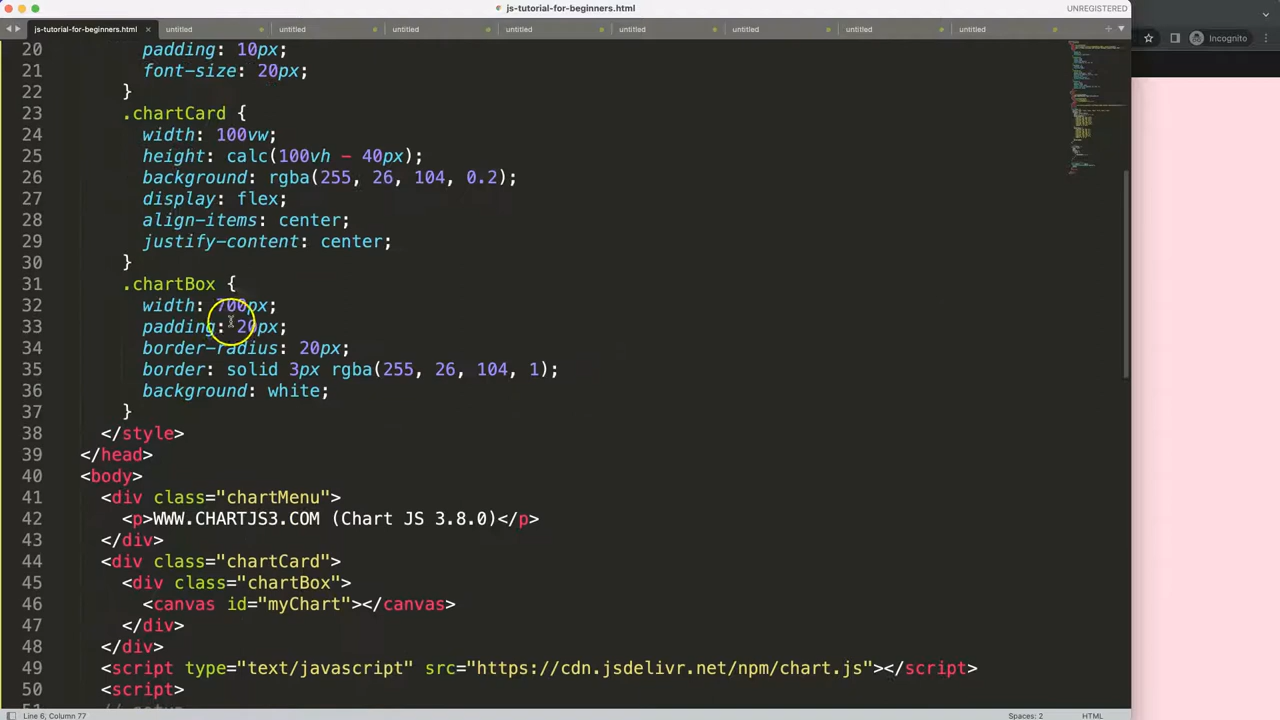 js-tutorial-for-beginners.html
UNREGISTERED
js-tutorial-for-beginners.html × untitled untitled untitled untitled untitled untitled untitled untitled
Incognito
20 padding: 10px;
21 font-size: 20px;
22 }
23 .chartCard {
24 width: 100vw;
25 height: calc(100vh - 40px);
26 background: rgba(255, 26, 104, 0.2);
27 display: flex;
28 align-items: center;
29 justify-content: center;
30 }
31 .chartBox {
32 width: 700px;
33 padding: 20px;
34 border-radius: 20px;
35 border: solid 3px rgba(255, 26, 104, 1);
36 background: white;
37 }
38 </style>
39 </head>
40 <body>
41 <div class="chartMenu">
42 <p>WWW.CHARTJS3.COM (Chart JS 3.8.0)</p>
43 </div>
44 <div class="chartCard">
45 <div class="chartBox">
46 <canvas id="myChart"></canvas>
47 </div>
48 </div>
49 <script type="text/javascript" src="https://cdn.jsdelivr.net/npm/chart.js"></script>
50 <script>
Line 6, Column 77
Spaces: 2
HTML